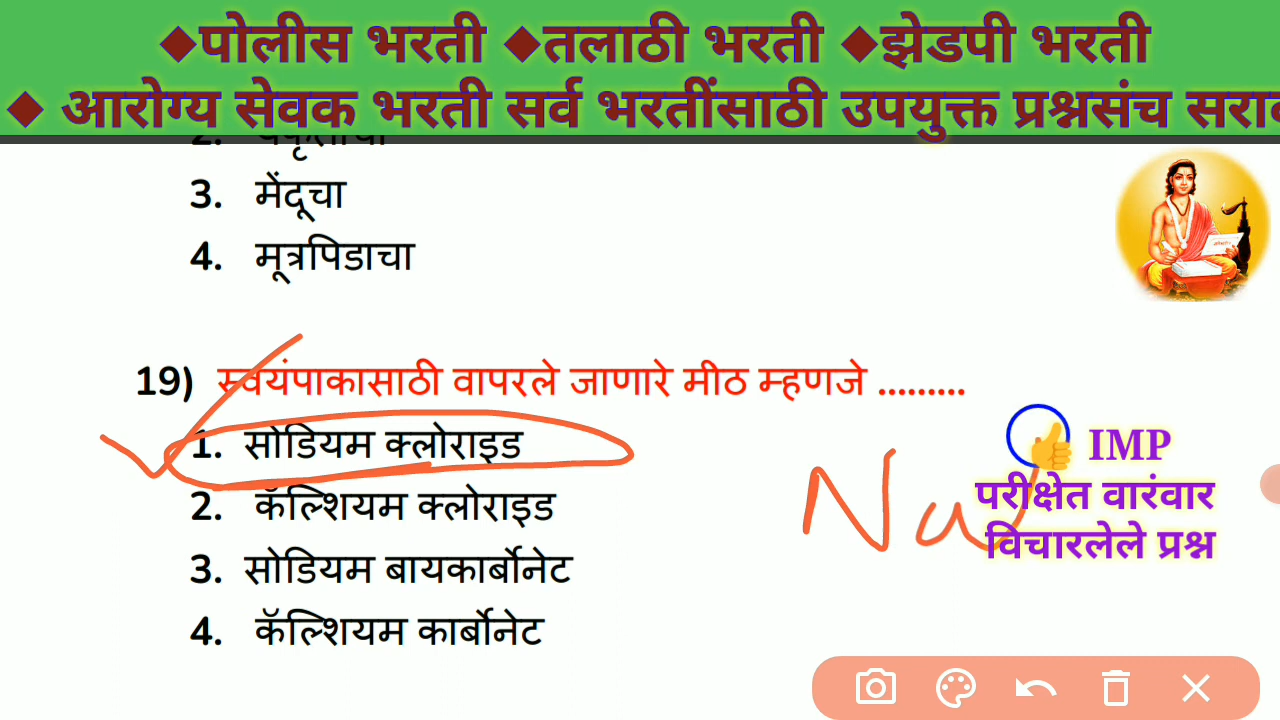 ◆पोलीस भरती ◆तलाठी भरती ◆झेडपी भरती
◆ आरोग्य सेवक भरती सर्व भरतींसाठी उपयुक्त प्रश्नसंच
3. मेंदूचा
4. मूत्रपिडाचा
19) स्वयंपाकासाठी वापरले जाणारे मीठ म्हणजे .........
1. सोडियम क्लोराइड
2. कॅल्शियम क्लोराइड
3. सोडियम बायकार्बोनेट
4. कॅल्शियम कार्बोनेट
Na
👍 IMP
परीक्षेत वारंवार
विचारलेले प्रश्न